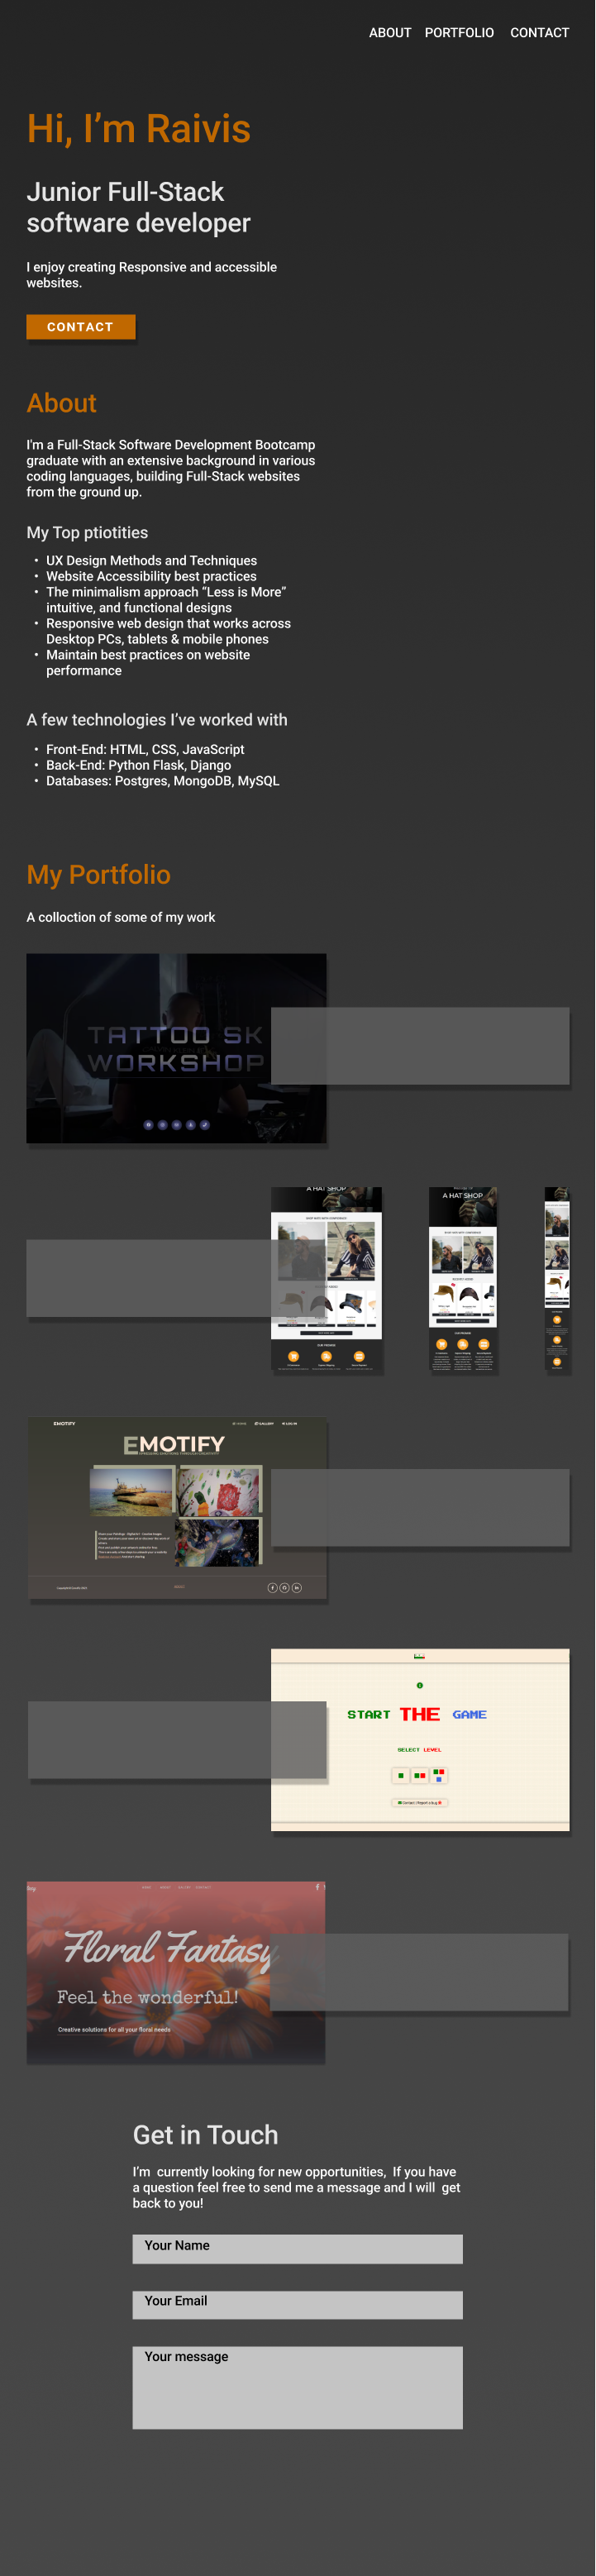 ABOUT PORTFOLIO CONTACT
Hi, I’m Raivis
Junior Full-Stack
software developer
I enjoy creating Responsive and accessible
websites.
CONTACT
About
I'm a Full-Stack Software Development Bootcamp
graduate with an extensive background in various
coding languages, building Full-Stack websites
from the ground up.
My Top ptiotities
• UX Design Methods and Techniques
• Website Accessibility best practices
• The minimalism approach “Less is More”
intuitive, and functional designs
• Responsive web design that works across
Desktop PCs, tablets & mobile phones
• Maintain best practices on website
performance
A few technologies I’ve worked with
• Front-End: HTML, CSS, JavaScript
• Back-End: Python Flask, Django
• Databases: Postgres, MongoDB, MySQL
My Portfolio
A colloction of some of my work
TATTOO SK
WORKSHOP
A HAT SHOP
A HAT SHOP
OUR PROMISE
OUR PROMISE
EMOTIFY
EMOTIFY
START THE GAME
SELECT LEVEL
Floral Fantasy
Feel the wonderful!
Creative solutions for all your floral needs
Get in Touch
I’m currently looking for new opportunities, If you have
a question feel free to send me a message and I will get
back to you!
Your Name
Your Email
Your message